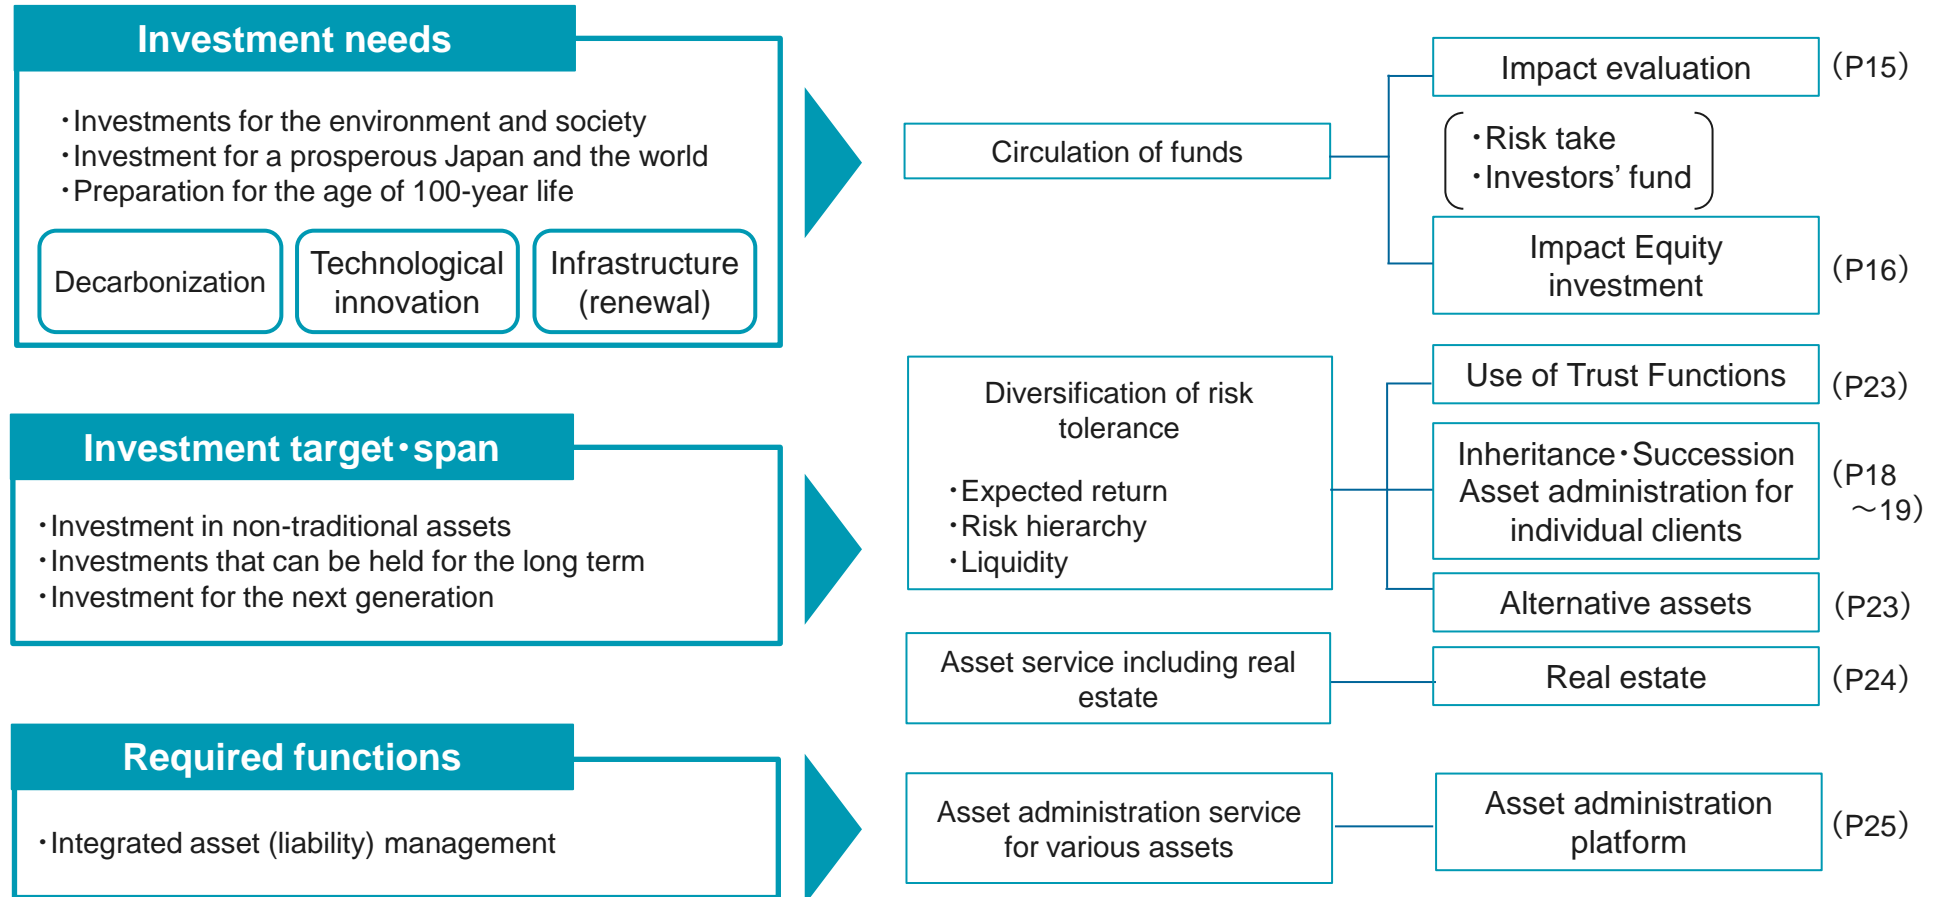 Investment needs
・Investments for the environment and society
・Investment for a prosperous Japan and the world
・Preparation for the age of 100-year life
Decarbonization
Technological
innovation
Infrastructure
(renewal)
Circulation of funds
Impact evaluation
(P15)
・Risk take
・Investors’ fund
Impact Equity
investment
(P16)
Investment target・span
・Investment in non-traditional assets
・Investments that can be held for the long term
・Investment for the next generation
Diversification of risk
tolerance
・Expected return
・Risk hierarchy
・Liquidity
Use of Trust Functions
(P23)
Inheritance・Succession
Asset administration for
individual clients
(P18
～19)
Alternative assets
(P23)
Asset service including real
estate
Real estate
(P24)
Required functions
・Integrated asset (liability) management
Asset administration service
for various assets
Asset administration
platform
(P25)